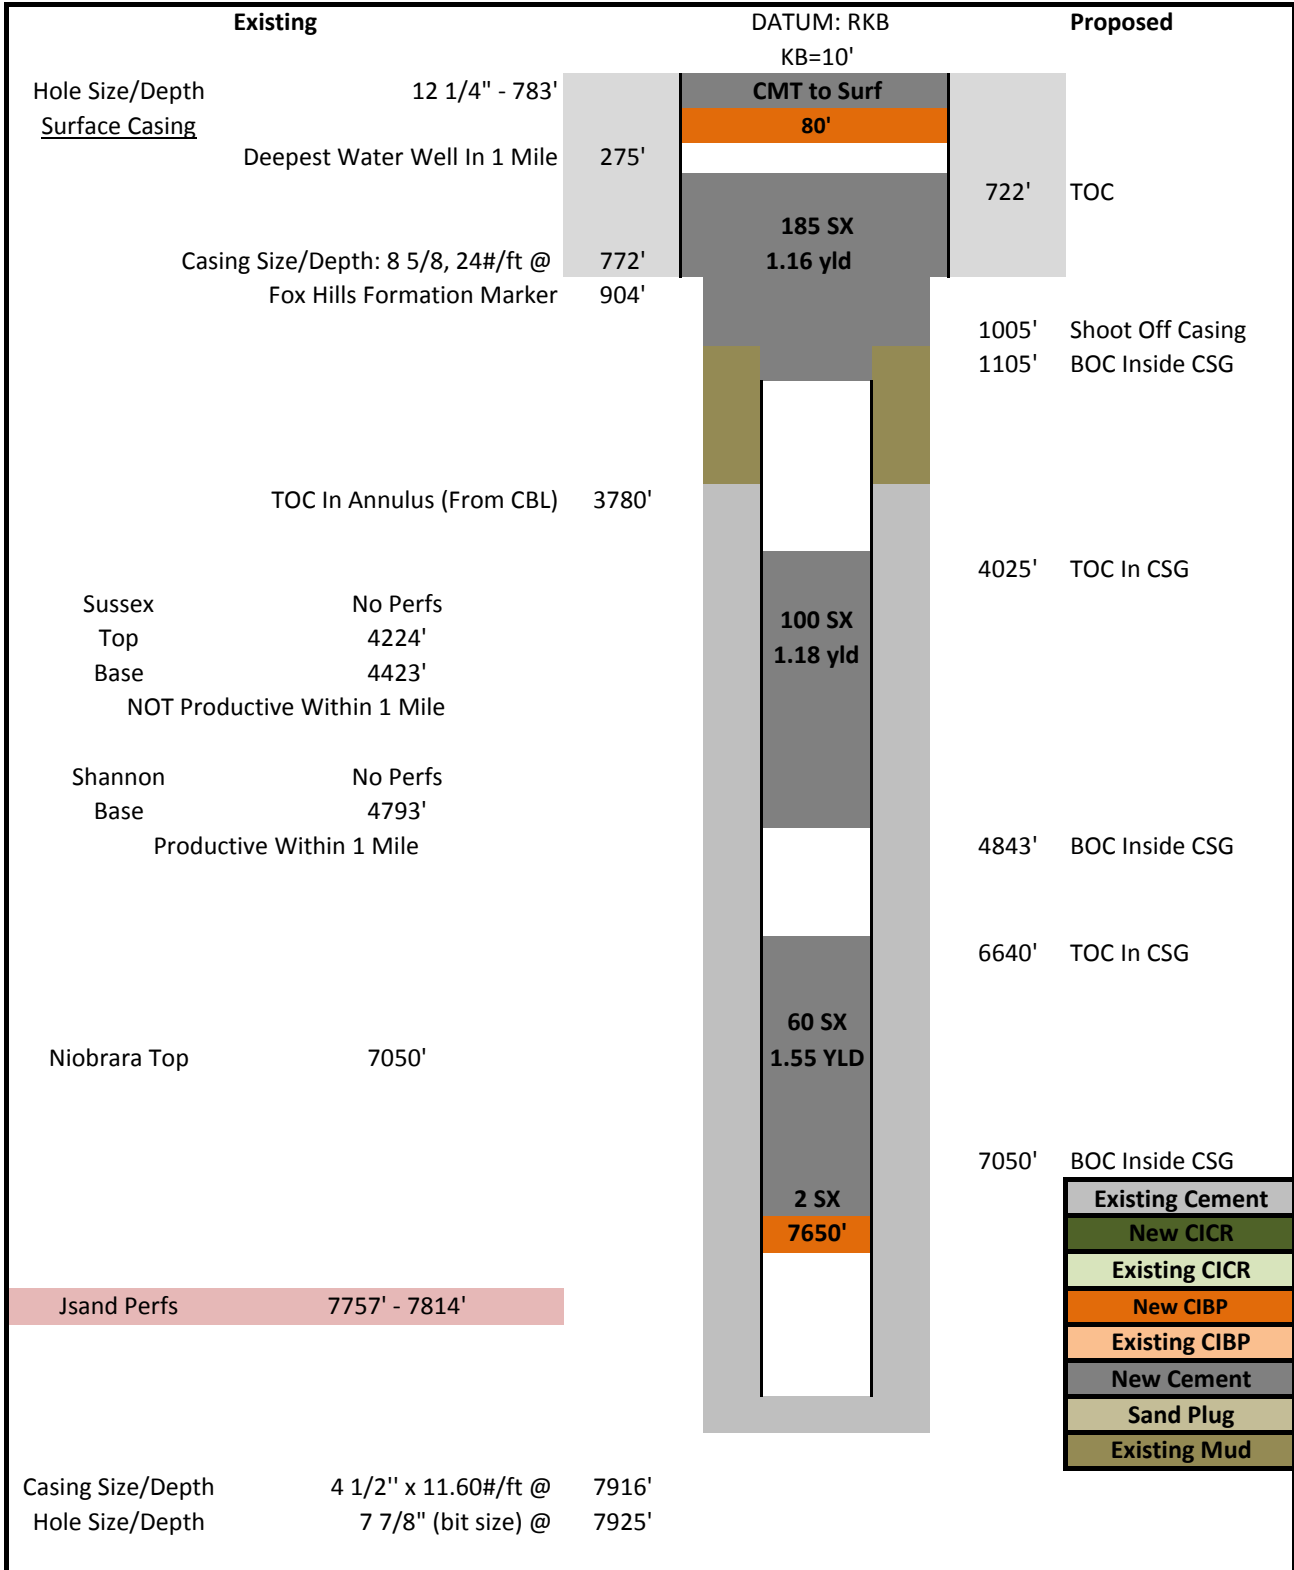 Existing DATUM: RKB Proposed
KB=10'
Hole Size/Depth 12 1/4" - 783' CMT to Surf
Surface Casing 80'
Deepest Water Well In 1 Mile 275'
722' TOC
185 SX
Casing Size/Depth: 8 5/8, 24#/ft @ 772' 1.16 yld
Fox Hills Formation Marker 904'
1005' Shoot Off Casing
1105' BOC Inside CSG
TOC In Annulus (From CBL) 3780'
4025' TOC In CSG
Sussex No Perfs
100 SX
Top 4224'
1.18 yld
Base 4423'
NOT Productive Within 1 Mile
Shannon No Perfs
Base 4793'
Productive Within 1 Mile 4843' BOC Inside CSG
6640' TOC In CSG
60 SX
Niobrara Top 7050' 1.55 YLD
7050' BOC Inside CSG
2 SX Existing Cement
7650' New CICR
Existing CICR
Jsand Perfs 7757' - 7814' New CIBP
Existing CIBP
New Cement
Sand Plug
Existing Mud
Casing Size/Depth 4 1/2'' x 11.60#/ft @ 7916'
Hole Size/Depth 7 7/8" (bit size) @ 7925'